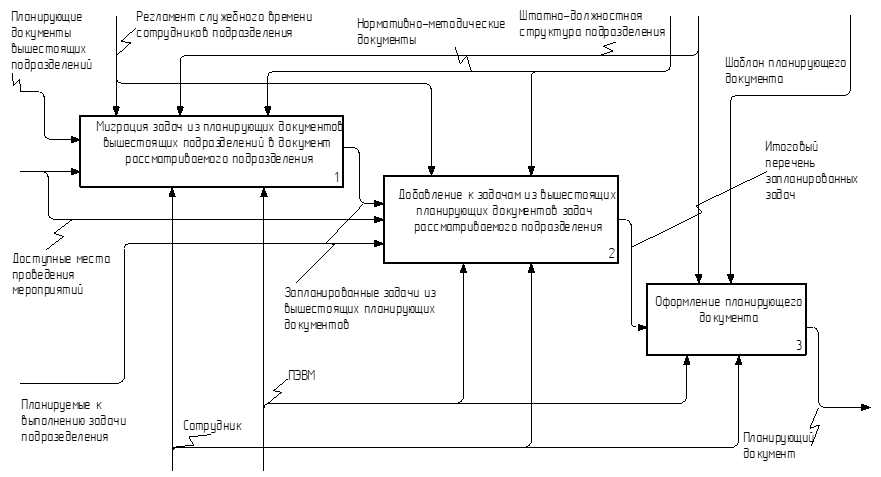 Планирующие
документы
вышестоящих
подразделений
Регламент служебного времени
сотрудников подразделения
Нормативно-методические
документы
Штатно-должностная
структура подразделения
Шаблон планирующего
документа
Миграция задач из планирующих документов
вышестоящих подразделений в документ
рассматриваемого подразделения
1
Итоговый
перечень
запланированных
задач
Добавление к задачам из вышестоящих
планирующих документов задач
рассматриваемого подразделения
2
Доступные места
проведения
мероприятий
Запланированные задачи из
вышестоящих планирующих
документов
Оформление планирующего
документа
3
ПЭВМ
Планируемые к
выполнению задачи
подразеделения
Сотрудник
Планирующий
документ